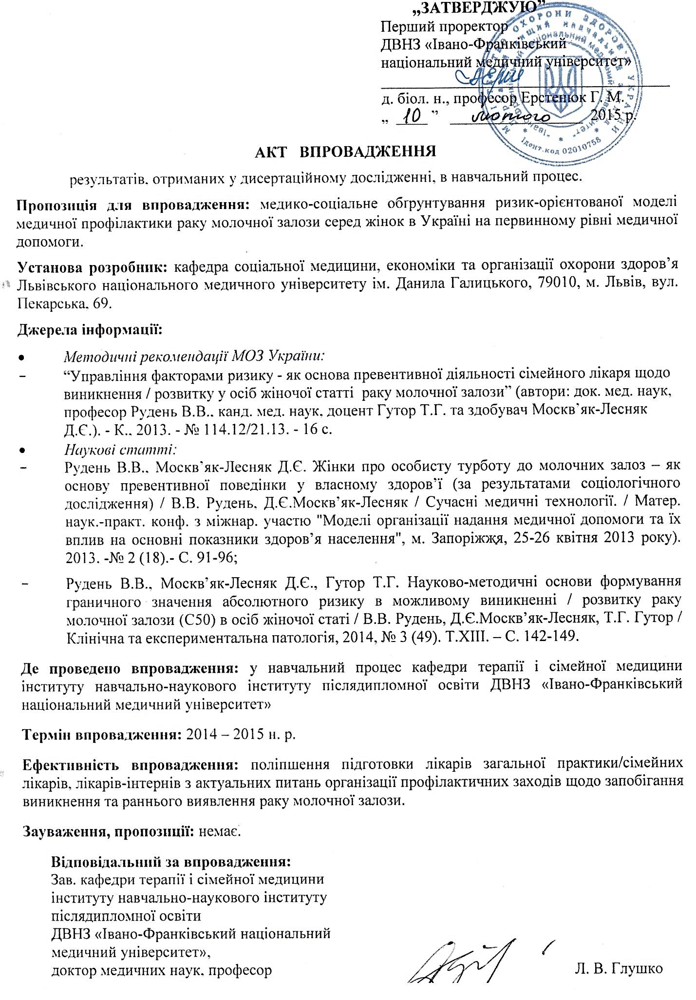 „ЗАТВЕРДЖУЮ”
Перший проректор
ДВНЗ «Івано-Франківський
національний медичний університет»
д. біол. н., професор Ерстенюк Г. М.
„ 10 ” лютого 2015 р.
МІНІСТЕРСТВО ОХОРОНИ ЗДОРОВ'Я УКРАЇНИ
Ідент.код 02010758
АКТ ВПРОВАДЖЕННЯ
результатів. отриманих у дисертаційному дослідженні, в навчальний процес.
Пропозиція для впровадження: медико-соціальне обґрунтування ризик-орієнтованої моделі
медичної профілактики раку молочної залози серед жінок в Україні на первинному рівні медичної
допомоги.
Установа розробник: кафедра соціальної медицини, економіки та організації охорони здоров’я
Львівського національного медичного університету ім. Данила Галицького, 79010, м. Львів, вул.
Пекарська. 69.
Джерела інформації:
• Методичні рекомендації МОЗ України:
– “Управління факторами ризику - як основа превентивної діяльності сімейного лікаря щодо
виникнення / розвитку у осіб жіночої статті раку молочної залози” (автори: док. мед. наук,
професор Рудень В.В.. канд. мед. наук, доцент Гутор Т.Г. та здобувач Москв’як-Лесняк
Д.Є.). - К., 2013. - № 114.12/21.13. - 16 с.
• Наукові статті:
– Рудень В.В., Москв’як-Лесняк Д.Є. Жінки про особисту турботу до молочних залоз – як
основу превентивної поведінки у власному здоров’ї (за результатами соціологічного
дослідження) / В.В. Рудень, Д.Є.Москв’як-Лесняк / Сучасні медичні технології. / Матер.
наук.-практ. конф. з міжнар. участю "Моделі організації надання медичної допомоги та їх
вплив на основні показники здоров’я населення", м. Запоріжжя, 25-26 квітня 2013 року).
2013. -№ 2 (18).- С. 91-96;
– Рудень В.В., Москв’як-Лесняк Д.Є., Гутор Т.Г. Науково-методичні основи формування
граничного значення абсолютного ризику в можливому виникненні / розвитку раку
молочної залози (С50) в осіб жіночої статі / В.В. Рудень, Д.Є.Москв’як-Лесняк, Т.Г. Гутор /
Клінічна та експериментальна патологія, 2014, № 3 (49). Т.XIII. – С. 142-149.
Де проведено впровадження: у навчальний процес кафедри терапії і сімейної медицини
інституту навчально-наукового інституту післядипломної освіти ДВНЗ «Івано-Франківський
національний медичний університет»
Термін впровадження: 2014 – 2015 н. р.
Ефективність впровадження: поліпшення підготовки лікарів загальної практики/сімейних
лікарів, лікарів-інтернів з актуальних питань організації профілактичних заходів щодо запобігання
виникнення та раннього виявлення раку молочної залози.
Зауваження, пропозиції: немає.
Відповідальний за впровадження:
Зав. кафедри терапії і сімейної медицини
інституту навчально-наукового інституту
післядипломної освіти
ДВНЗ «Івано-Франківський національний
медичний університет»,
доктор медичних наук, професор
Л. В. Глушко